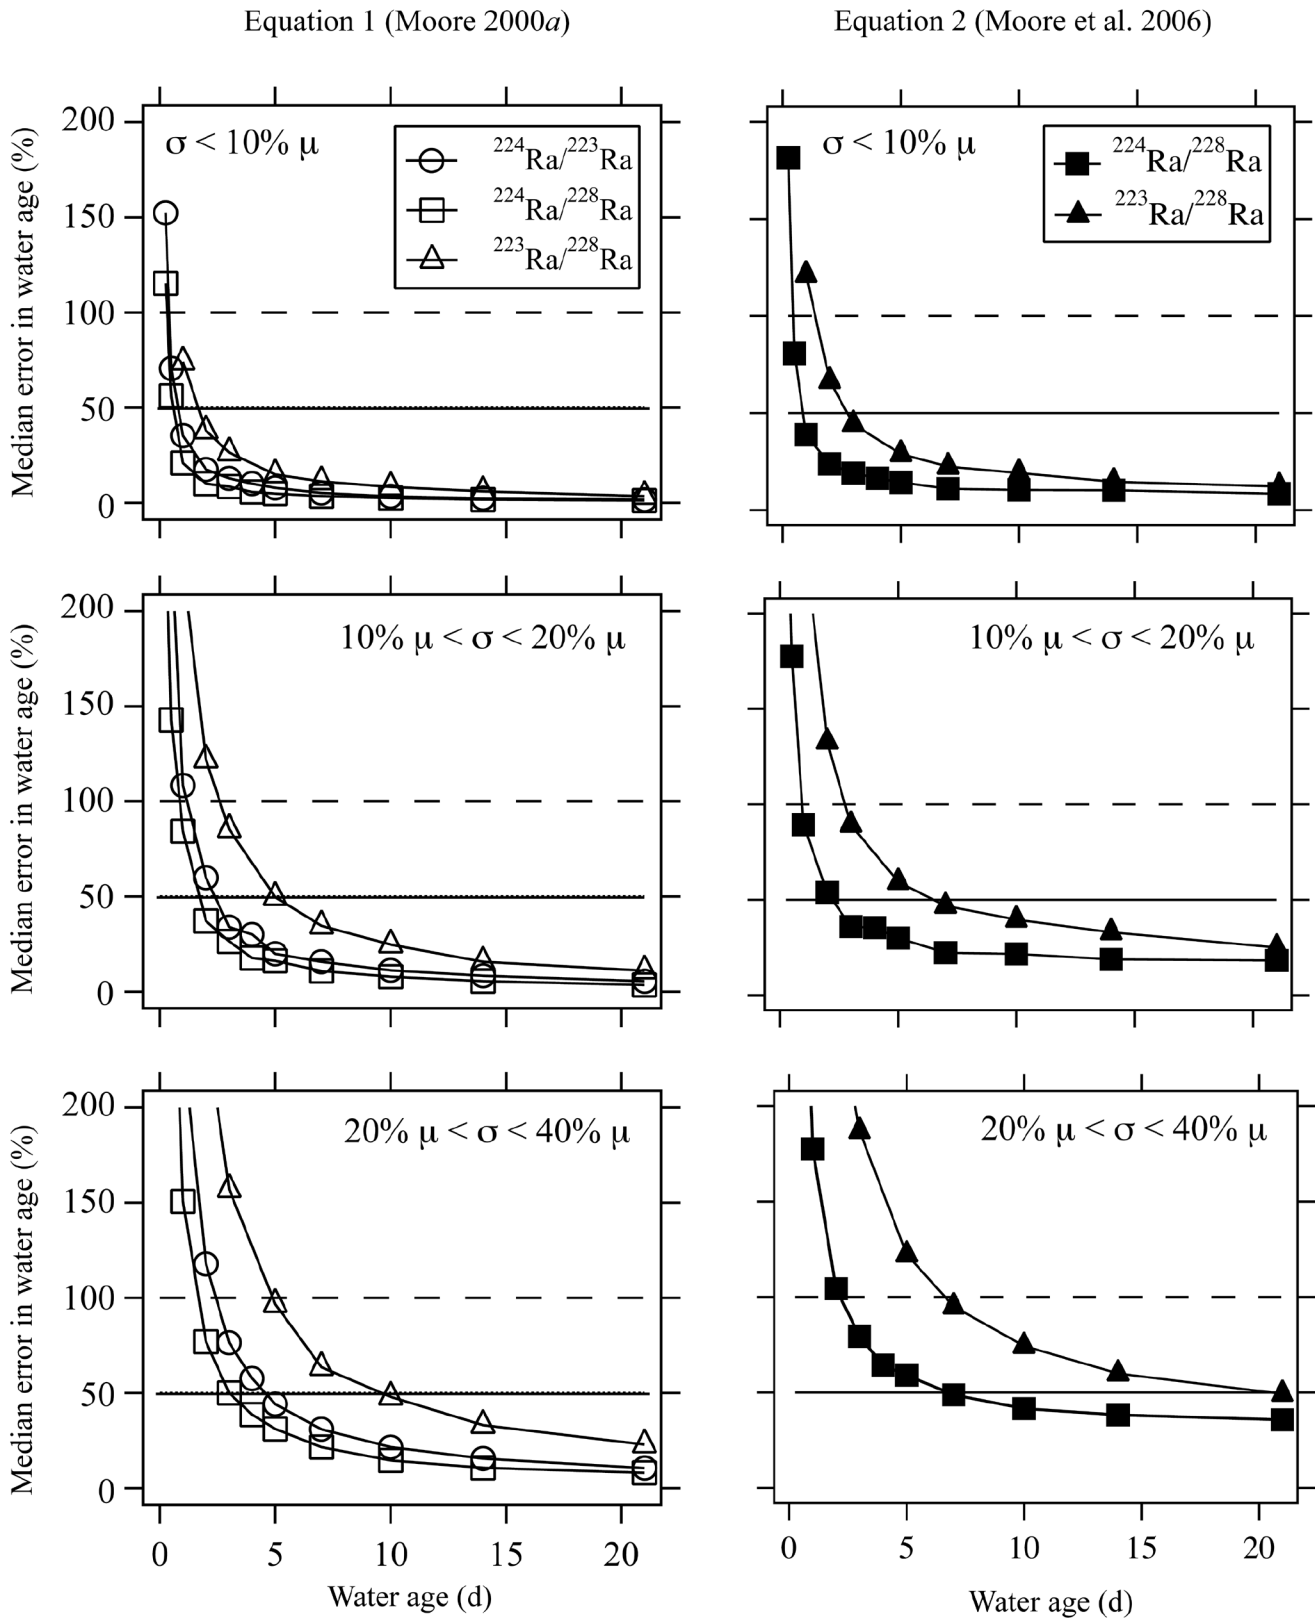 Equation 1 (Moore 2000a)
Equation 2 (Moore et al. 2006)
Median error in water age (%)
200
150
100
50
0
σ < 10% μ
224Ra/223Ra
224Ra/228Ra
223Ra/228Ra
σ < 10% μ
224Ra/228Ra
223Ra/228Ra
Median error in water age (%)
200
150
100
50
0
10% μ < σ < 20% μ
10% μ < σ < 20% μ
Median error in water age (%)
200
150
100
50
0
20% μ < σ < 40% μ
20% μ < σ < 40% μ
0 5 10 15 20
Water age (d)
0 5 10 15 20
Water age (d)